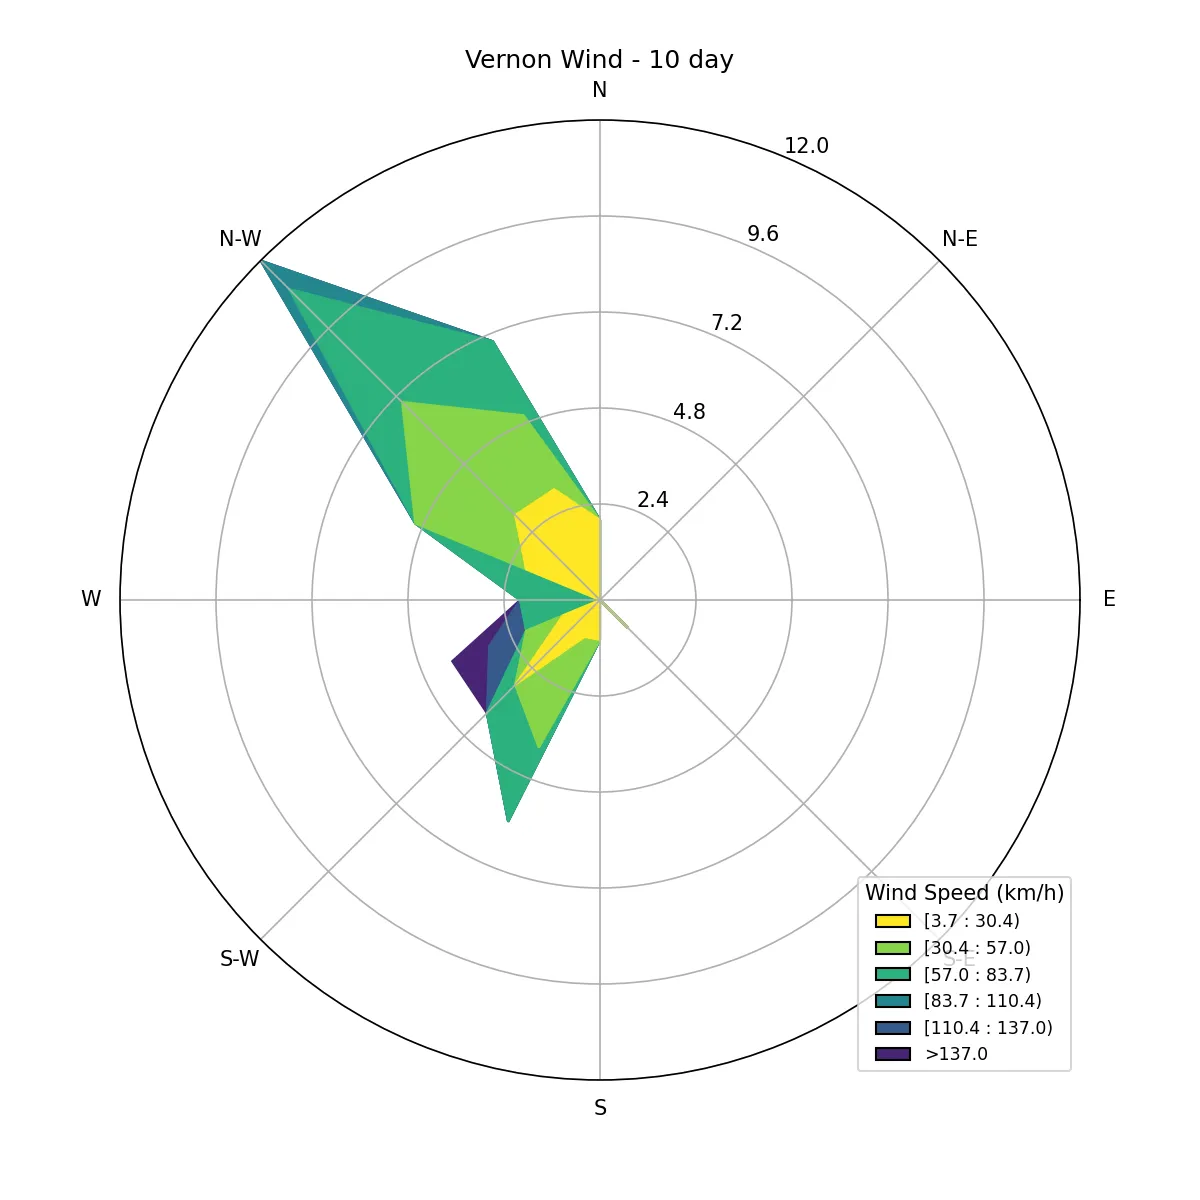 Vernon Wind - 10 day
N
12.0
N-W
9.6
N-E
7.2
4.8
2.4
W
E
Wind Speed (km/h)
[3.7 : 30.4)
[30.4 : 57.0)
S-W
S-E
[57.0 : 83.7)
[83.7 : 110.4)
[110.4 : 137.0)
>137.0
S